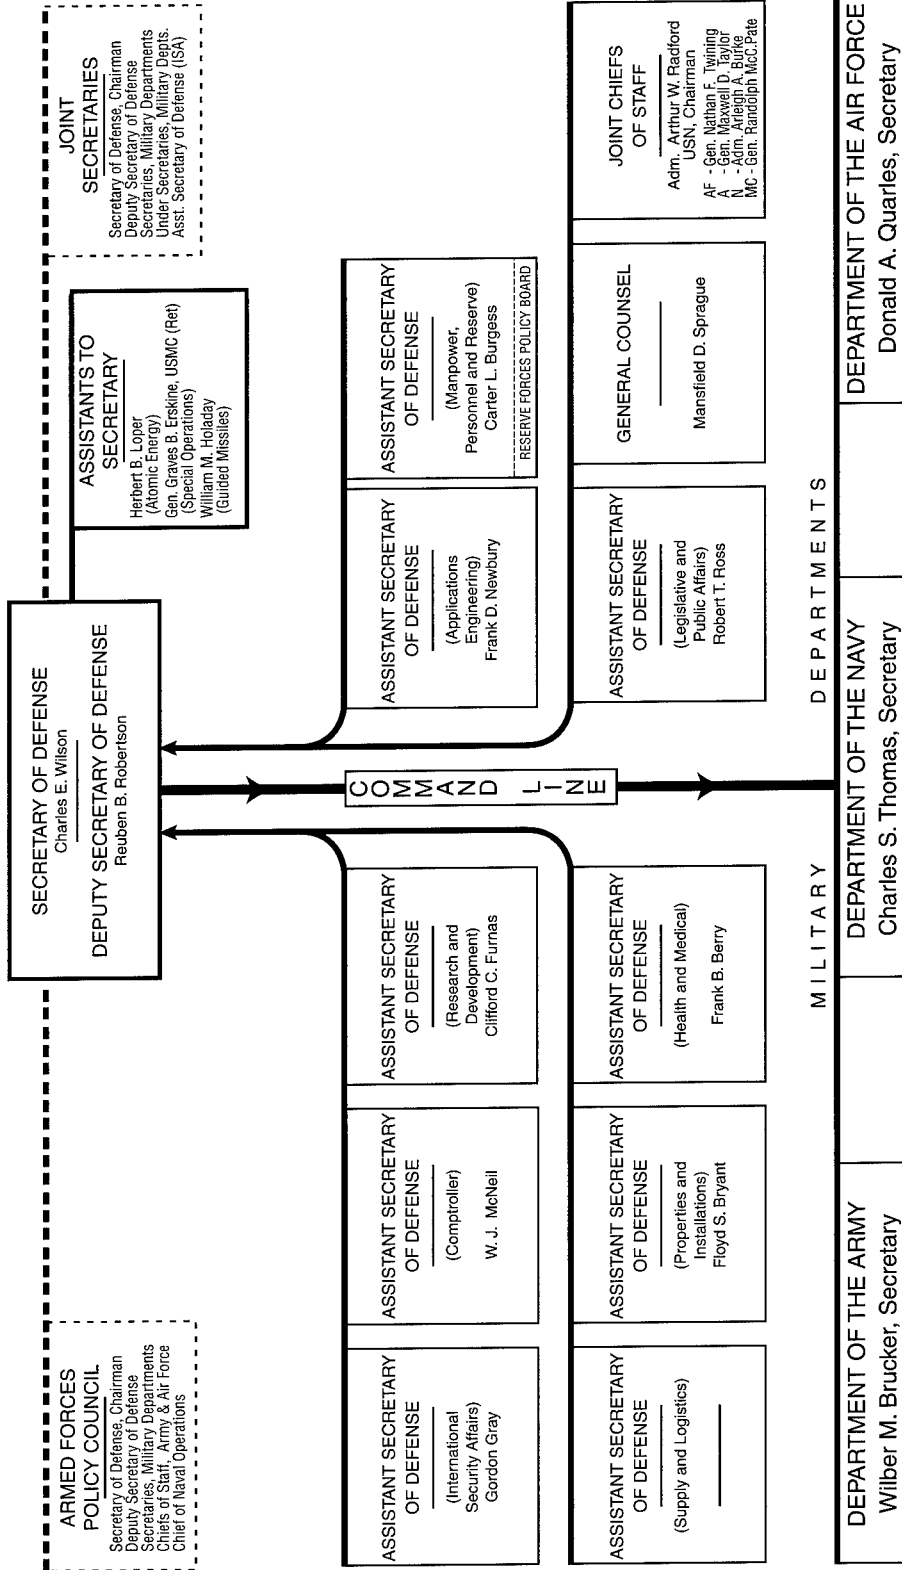 SECRETARY OF DEFENSE
Charles E. Wilson
DEPUTY SECRETARY OF DEFENSE
Reuben B. Robertson
ARMED FORCES
POLICY COUNCIL
Secretary of Defense, Chairman
Deputy Secretary of Defense
Secretaries, Military Departments
Chiefs of Staff, Army & Air Force
Chief of Naval Operations
ASSISTANTS TO
SECRETARY
Herbert B. Loper
(Atomic Energy)
Gen. Graves B. Erskine, USMC (Ret)
(Special Operations)
William M. Holaday
(Guided Missiles)
JOINT
SECRETARIES
Secretary of Defense, Chairman
Deputy Secretary of Defense
Secretaries, Military Departments
Under Secretaries, Military Depts.
Asst. Secretary of Defense (ISA)
ASSISTANT SECRETARY
OF DEFENSE
(International
Security Affairs)
Gordon Gray
ASSISTANT SECRETARY
OF DEFENSE
(Comptroller)
W. J. McNeil
ASSISTANT SECRETARY
OF DEFENSE
(Research and
Development)
Clifford C. Furnas
COMMAND LINE
ASSISTANT SECRETARY
OF DEFENSE
(Applications
Engineering)
Frank D. Newbury
ASSISTANT SECRETARY
OF DEFENSE
(Manpower,
Personnel and Reserve)
Carter L. Burgess
RESERVE FORCES POLICY BOARD
ASSISTANT SECRETARY
OF DEFENSE
(Supply and Logistics)
ASSISTANT SECRETARY
OF DEFENSE
(Properties and
Installations)
Floyd S. Bryant
ASSISTANT SECRETARY
OF DEFENSE
(Health and Medical)
Frank B. Berry
ASSISTANT SECRETARY
OF DEFENSE
(Legislative and
Public Affairs)
Robert T. Ross
GENERAL COUNSEL
Mansfield D. Sprague
JOINT CHIEFS
OF STAFF
Adm. Arthur W. Radford
USN, Chairman
AF - Gen. Nathan F. Twining
A - Gen. Maxwell D. Taylor
N - Adm. Arleigh A. Burke
MC - Gen. Randolph McC.Pate
MILITARY DEPARTMENTS
DEPARTMENT OF THE ARMY
Wilber M. Brucker, Secretary
DEPARTMENT OF THE NAVY
Charles S. Thomas, Secretary
DEPARTMENT OF THE AIR FORCE
Donald A. Quarles, Secretary